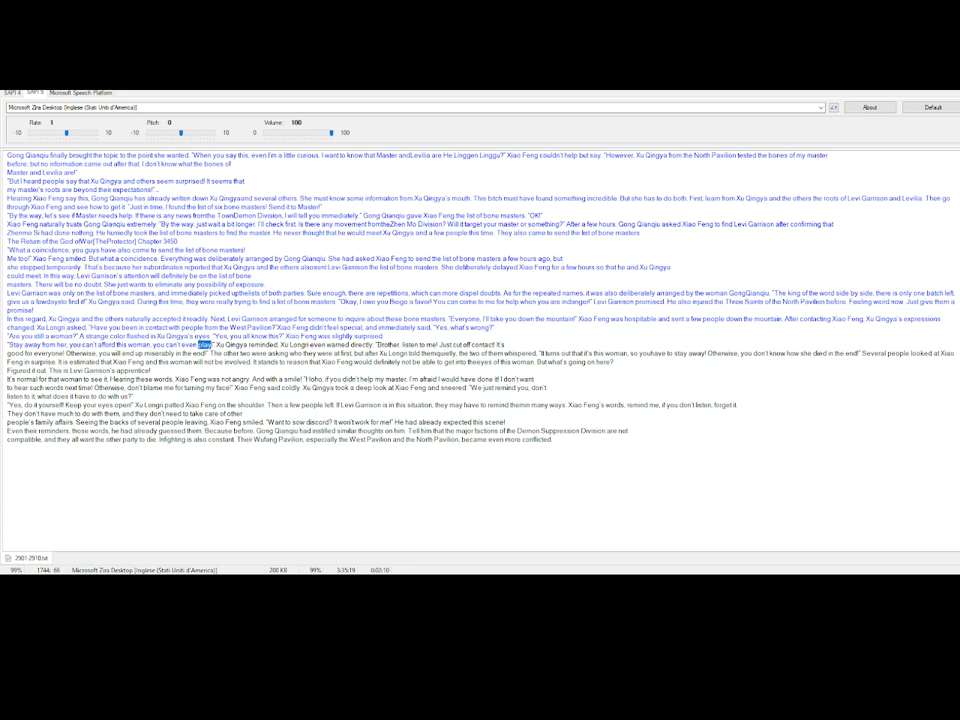 SAPI 4 SAPI 5 Microsoft Speech Platform
Microsoft Zira Desktop [Inglese (Stati Uniti d'America)] About Default
Rate: 1 Pitch: 0 Volume: 100
-10 10 -10 10 0 100
Gong Qianqiu finally brought the topic to the point she wanted. "When you say this, even I'm a little curious. I want to know that Master andLevilia are He Linggen Linggu?" Xiao Feng couldn't help but say. "However, Xu Qingya from the North Pavilion tested the bones of my master
before, but no information came out after that. I don't know what the bones of
Master and Levilia are!"
"But I heard people say that Xu Qingya and others seem surprised! It seems that
my master's roots are beyond their expectations!"...
Hearing Xiao Feng say this, Gong Qianqiu has already written down Xu Qingyaand several others. She must know some information from Xu Qingya's mouth. This bitch must have found something incredible. But she has to do both. First, learn from Xu Qingya and the others the roots of Levi Garrison and Levilia. Then go
through Xiao Feng and see how to get it. "Just in time, I found the list of six bone masters! Send it to Master!"
"By the way, let's see if Master needs help. If there is any news fromthe TownDemon Division, I will tell you immediately." Gong Qianqiu gave Xiao Feng the list of bone masters. "OK!"
Xiao Feng naturally trusts Gong Qianqiu extremely. "By the way, just wait a bit longer. I'll check first. Is there any movement fromtheZhen Mo Division? Will it target your master or something?" After a few hours. Gong Qianqiu asked Xiao Feng to find Levi Garrison after confirming that
Zhenmo Si had done nothing. He hurriedly took the list of bone masters to find the master. He never thought that he would meet Xu Qingya and a few people this time. They also came to send the list of bone masters
The Return of the God ofWar[TheProtector] Chapter 3450
"What a coincidence, you guys have also come to send the list of bone masters!
Me too!" Xiao Feng smiled. But what a coincidence. Everything was deliberately arranged by Gong Qianqiu. She had asked Xiao Feng to send the list of bone masters a few hours ago, but
she stopped temporarily. That's because her subordinates reported that Xu Qingya and the others alsosent Levi Garrison the list of bone masters. She deliberately delayed Xiao Feng for a few hours so that he and Xu Qingya
could meet. In this way, Levi Garrison's attention will definitely be on the list of bone
masters. There will be no doubt. She just wants to eliminate any possibility of exposure.
Levi Garrison was only on the list of bone masters, and immediately picked upthelists of both parties. Sure enough, there are repetitions, which can more dispel doubts. As for the repeated names, it was also deliberately arranged by the woman GongQianqiu. "The king of the word side by side, there is only one batch left,
give us a fewdaysto find it!" Xu Qingya said. During this time, they were really trying to find a list of bone masters. "Okay, I owe you Beige a favor! You can come to me for help when you are indanger!" Levi Garrison promised. He also injured the Three Saints of the North Pavilion before. Feeling word now. Just give them a
promise!
In this regard, Xu Qingya and the others naturally accepted it readily. Next, Levi Garrison arranged for someone to inquire about these bone masters. "Everyone, I'll take you down the mountain!" Xiao Feng was hospitable and sent a few people down the mountain. After contacting Xiao Feng, Xu Qingya's expressions
changed. Xu Longri asked, "Have you been in contact with people from the West Pavilion?"Xiao Feng didn't feel special, and immediately said, "Yes, what's wrong?"
"Are you still a woman?" A strange color flashed in Xu Qingya's eyes. "Yes, you all know this?" Xiao Feng was slightly surprised
"Stay away from her, you can't afford this woman, you can't even play!" Xu Qingya reminded. Xu Longri even warned directly: "Brother, listen to me! Just cut off contact! It's
good for everyone! Otherwise, you will end up miserably in the end!" The other two were asking who they were at first, but after Xu Longri told themquetly, the two of them whispered, "It turns out that it's this woman, so youhave to stay away! Otherwise, you don't know how she died in the end!" Several people looked at Xiao
Feng in surprise. It is estimated that Xiao Feng and this woman will not be involved. It stands to reason that Xiao Feng would definitely not be able to get into theeyes of this woman. But what's going on here?
Figured it out. This is Levi Garrison's apprentice!
It's normal for that woman to see it. Hearing these words, Xiao Feng was not angry. And with a smile! "Hoho, if you didn't help my master, I'm afraid I would have done it! I don't want
to hear such words next time! Otherwise, don't blame me for turning my face!" Xiao Feng said coldly. Xu Qingya took a deep look at Xiao Feng and sneered: "We just remind you, don't
listen to it, what does it have to do with us?"
"Yes, do it yourself! Keep your eyes open!" Xu Longri patted Xiao Feng on the shoulder. Then a few people left. If Levi Garrison is in this situation, they may have to remind themin many ways. Xiao Feng's words, remind me, if you don't listen, forget it.
They don't have much to do with them, and they don't need to take care of other
people's family affairs. Seeing the backs of several people leaving, Xiao Feng smiled. "Want to sow discord? It won't work for me!" He had already expected this scene!
Even their reminders, those words, he had already guessed them. Because before, Gong Qianqiu had instilled similar thoughts on him. Tell him that the major factions of the Demon Suppression Division are not
compatible, and they all want the other party to die. Infighting is also constant. Their Wufang Pavilion, especially the West Pavilion and the North Pavilion, became even more conflicted.
2901-2910.txt
99% 1744: 66 Microsoft Zira Desktop [Inglese (Stati Uniti d'America)] 200 KB 99% 3:35:19 0:02:10